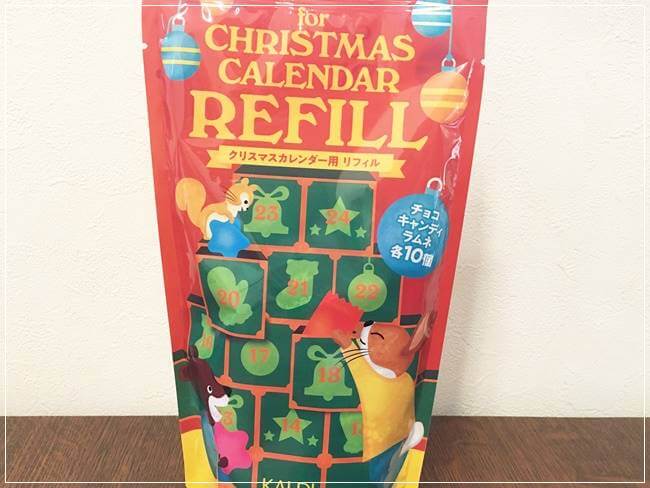 for
CHRISTMAS
CALENDAR
REFILL
クリスマスカレンダー用 リフィル
チョコ
キャンディ
ラムネ
各10個
23 24
20 21 22
16 17 18
14
KALDI